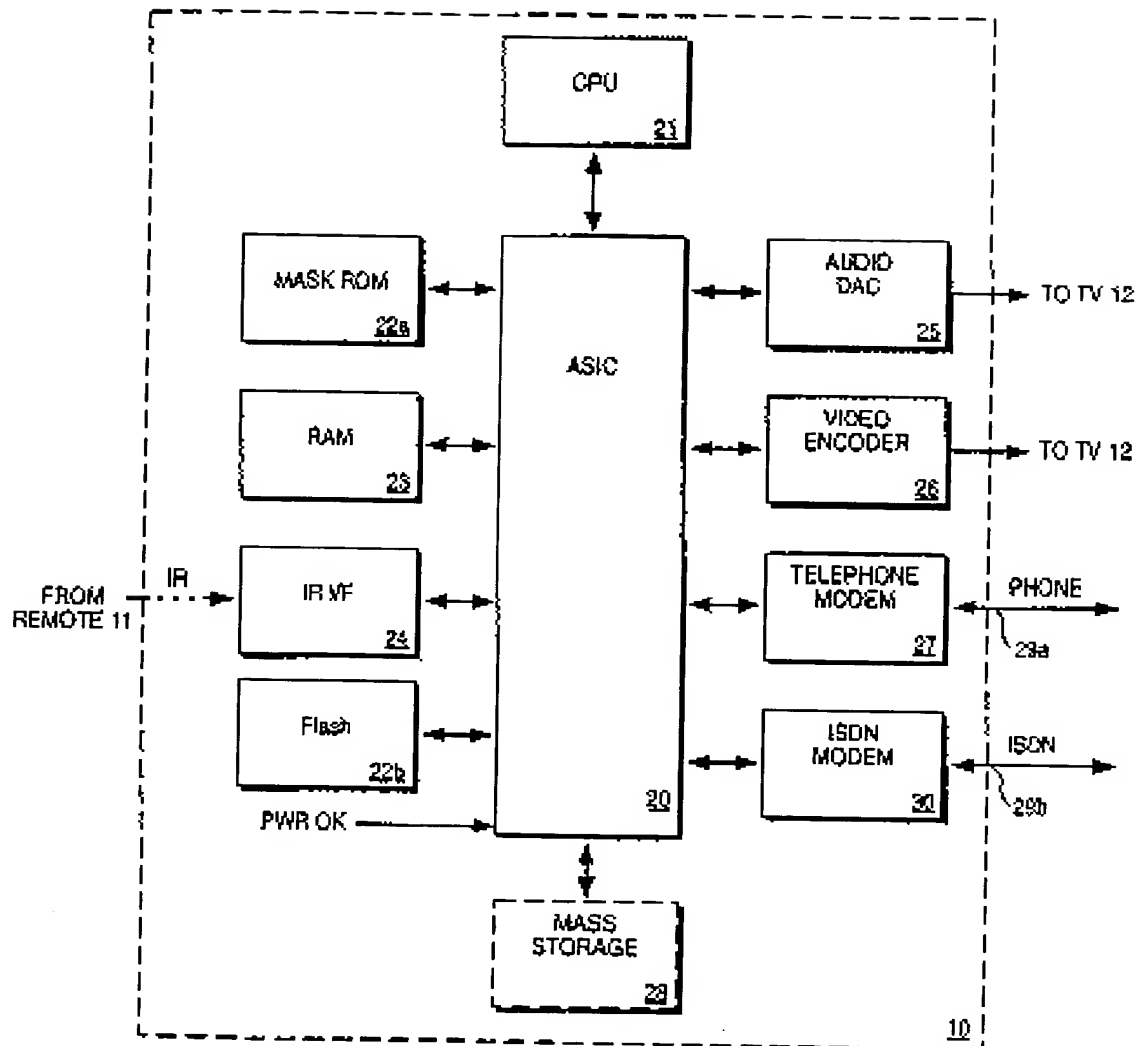 CPU
21
MASK ROM
22a
ASIC
AUDIO
DAC
25
TO TV 12
RAM
23
VIDEO
ENCODER
26
TO TV 12
IR
FROM
REMOTE 11
IR I/F
24
TELEPHONE
MODEM
27
PHONE
29a
Flash
22b
ISDN
MODEM
30
ISDN
29b
20
PWR OK
MASS
STORAGE
28
10